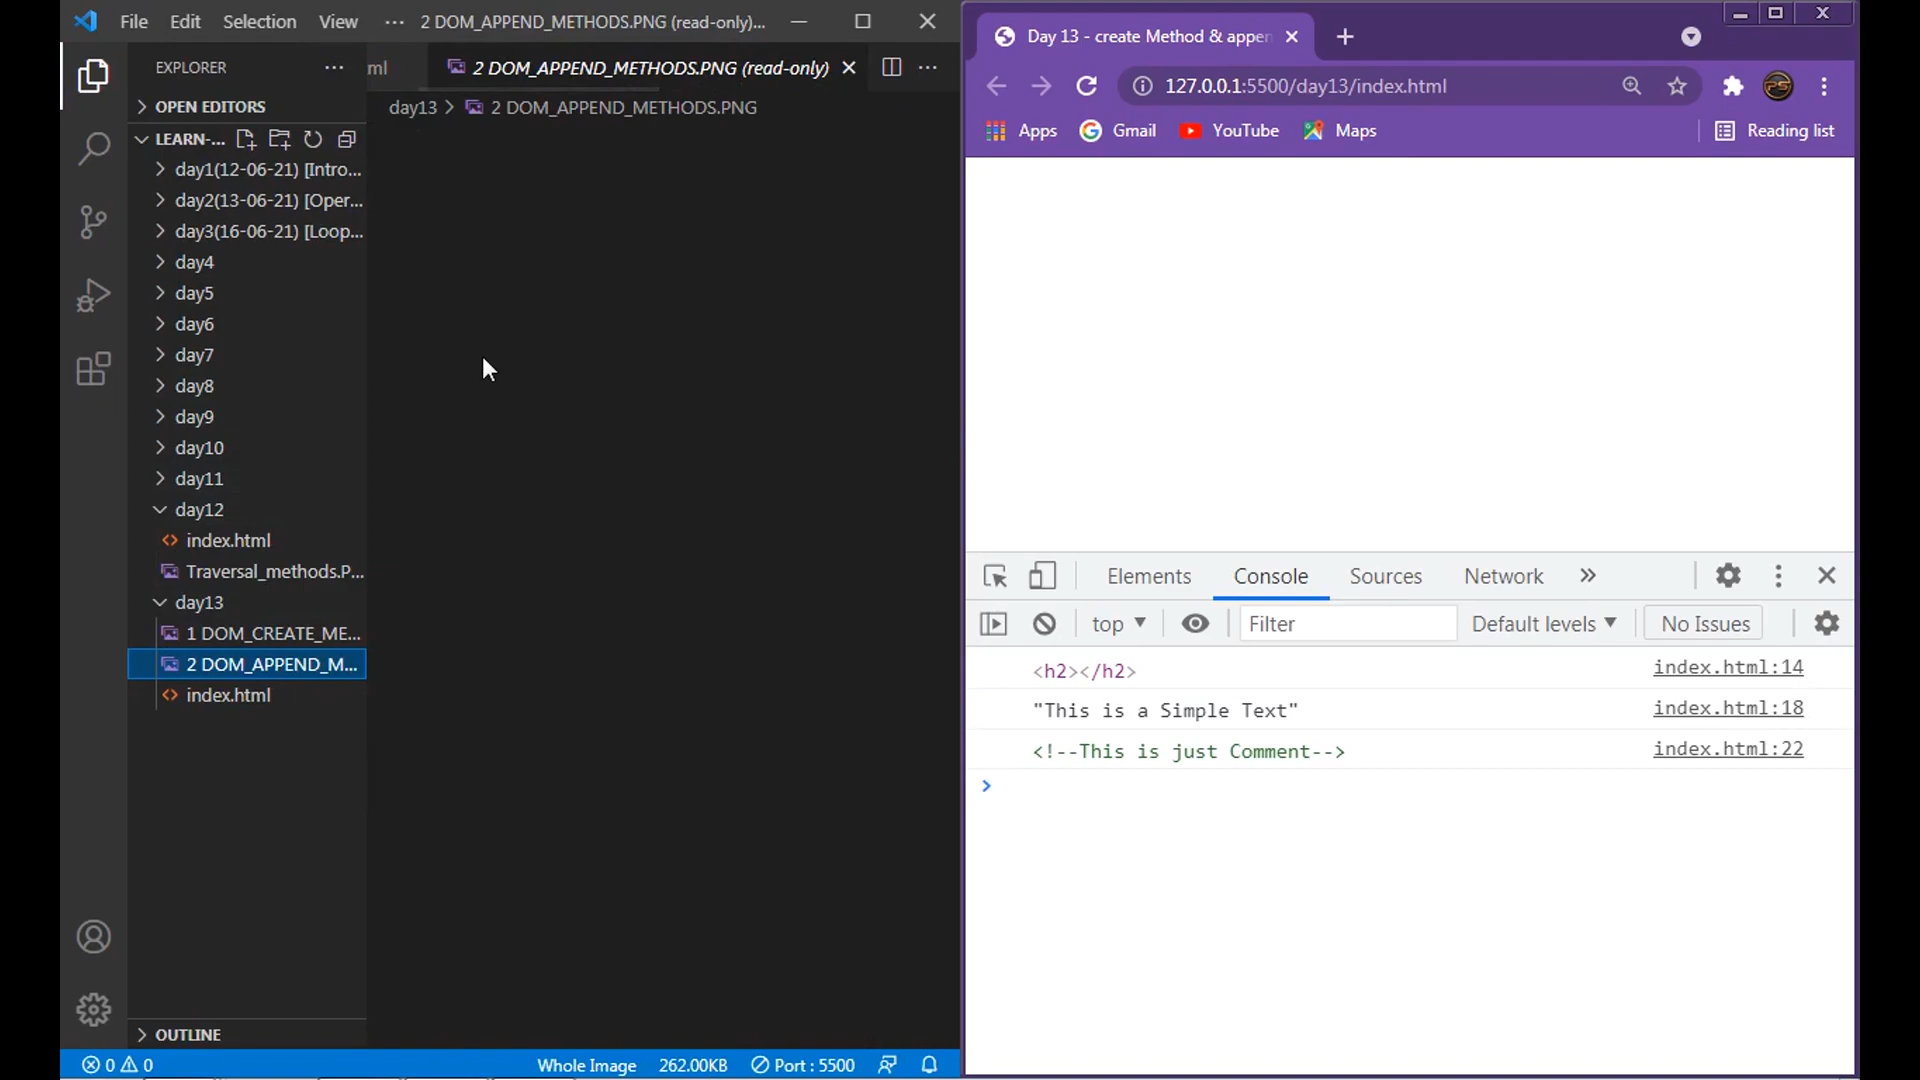 File Edit Selection View ··· 2 DOM_APPEND_METHODS.PNG (read-only)...
EXPLORER
ml
2 DOM_APPEND_METHODS.PNG (read-only)
OPEN EDITORS
day13 > 2 DOM_APPEND_METHODS.PNG
LEARN-...
day1(12-06-21) [Intro...
day2(13-06-21) [Oper...
day3(16-06-21) [Loop...
day4
day5
day6
day7
day8
day9
day10
day11
day12
index.html
Traversal_methods.P...
day13
1 DOM_CREATE_ME...
2 DOM_APPEND_M...
index.html
OUTLINE
0 0
Whole Image 262.00KB Port : 5500
Day 13 - create Method & appen
127.0.0.1:5500/day13/index.html
Apps Gmail YouTube Maps Reading list
Elements Console Sources Network
top Filter Default levels No Issues
<h2></h2> index.html:14
"This is a Simple Text" index.html:18
<!--This is just Comment--> index.html:22